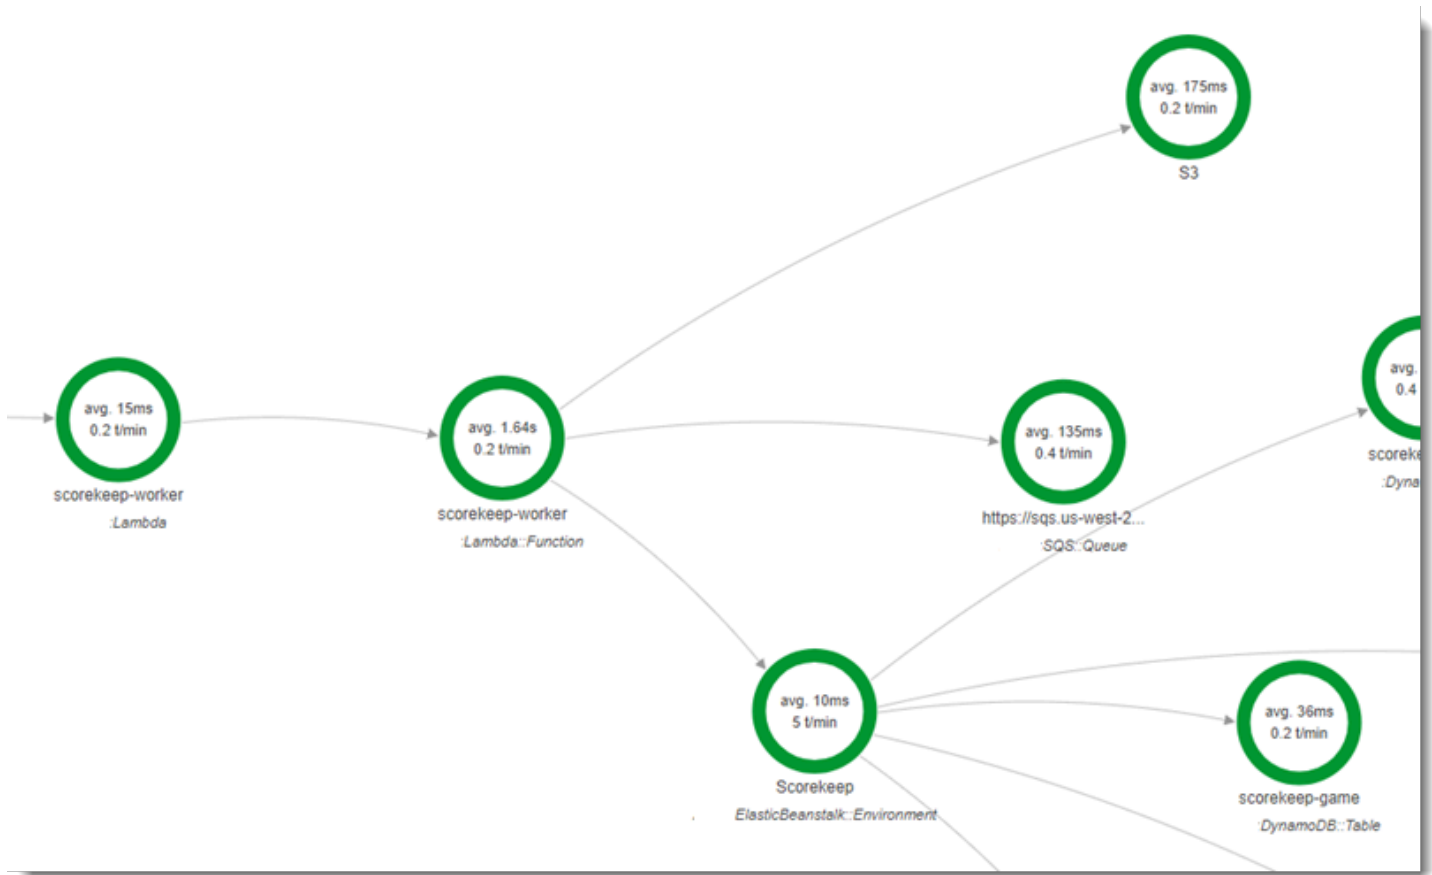 avg. 175ms
0.2 t/min
S3
avg. 15ms
0.2 t/min
scorekeep-worker
:Lambda
avg. 1.64s
0.2 t/min
scorekeep-worker
:Lambda::Function
avg. 135ms
0.4 t/min
https://sqs.us-west-2...
:SQS::Queue
avg.
0.4
avg. 10ms
5 t/min
Scorekeep
ElasticBeanstalk::Environment
avg. 36ms
0.2 t/min
scorekeep-game
:DynamoDB::Table